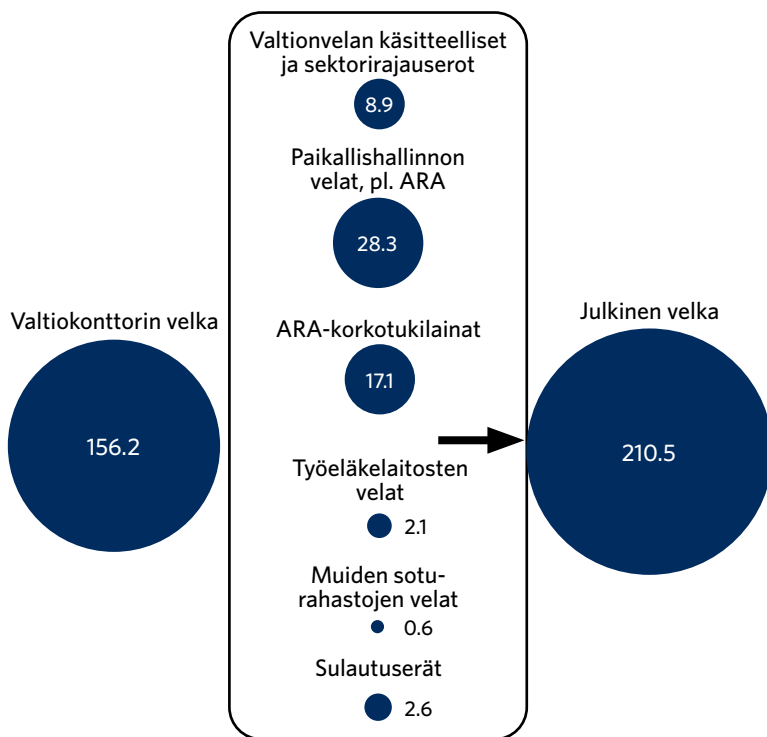 Valtiokonttorin velka
156.2
Valtionvelan käsitteelliset
ja sektorirajauserot
8.9
Paikallishallinnon
velat, pl. ARA
28.3
ARA-korkotukilainat
17.1
Työeläkelaitosten
velat
2.1
Muiden sotu-
rahastojen velat
0.6
Sulautuserät
2.6
Julkinen velka
210.5